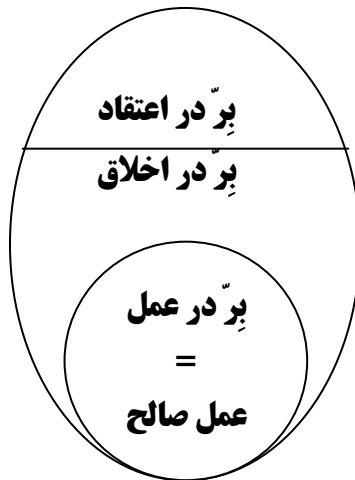 بِرّ در اعتقاد
بِرّ در اخلاق
بِرّ در عمل
=
عمل صالح